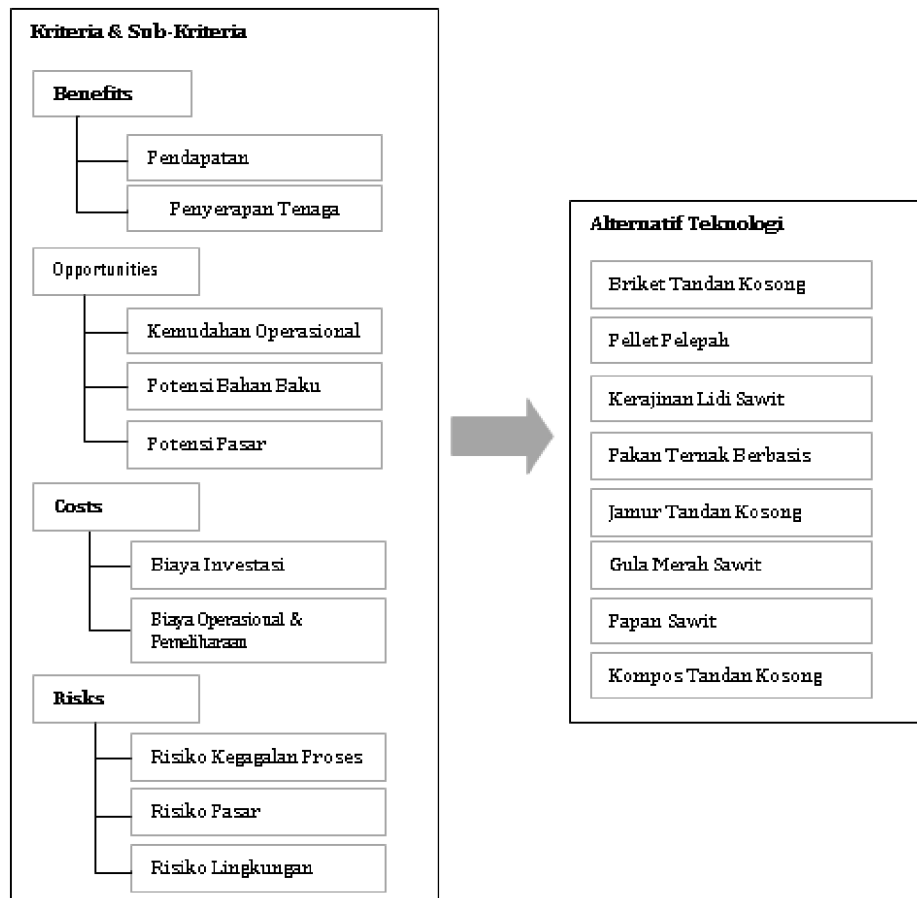 Kriteria & Sub-Kriteria
Benefits
Pendapatan
Penyerapan Tenaga
Opportunities
Kemudahan Operasional
Potensi Bahan Baku
Potensi Pasar
Costs
Biaya Investasi
Biaya Operasional &
Pemeliharaan
Risks
Risiko Kegagalan Proses
Risiko Pasar
Risiko Lingkungan
Alternatif Teknologi
Briket Tandan Kosong
Pellet Pelepah
Kerajinan Lidi Sawit
Pakan Ternak Berbasis
Jamur Tandan Kosong
Gula Merah Sawit
Papan Sawit
Kompos Tandan Kosong